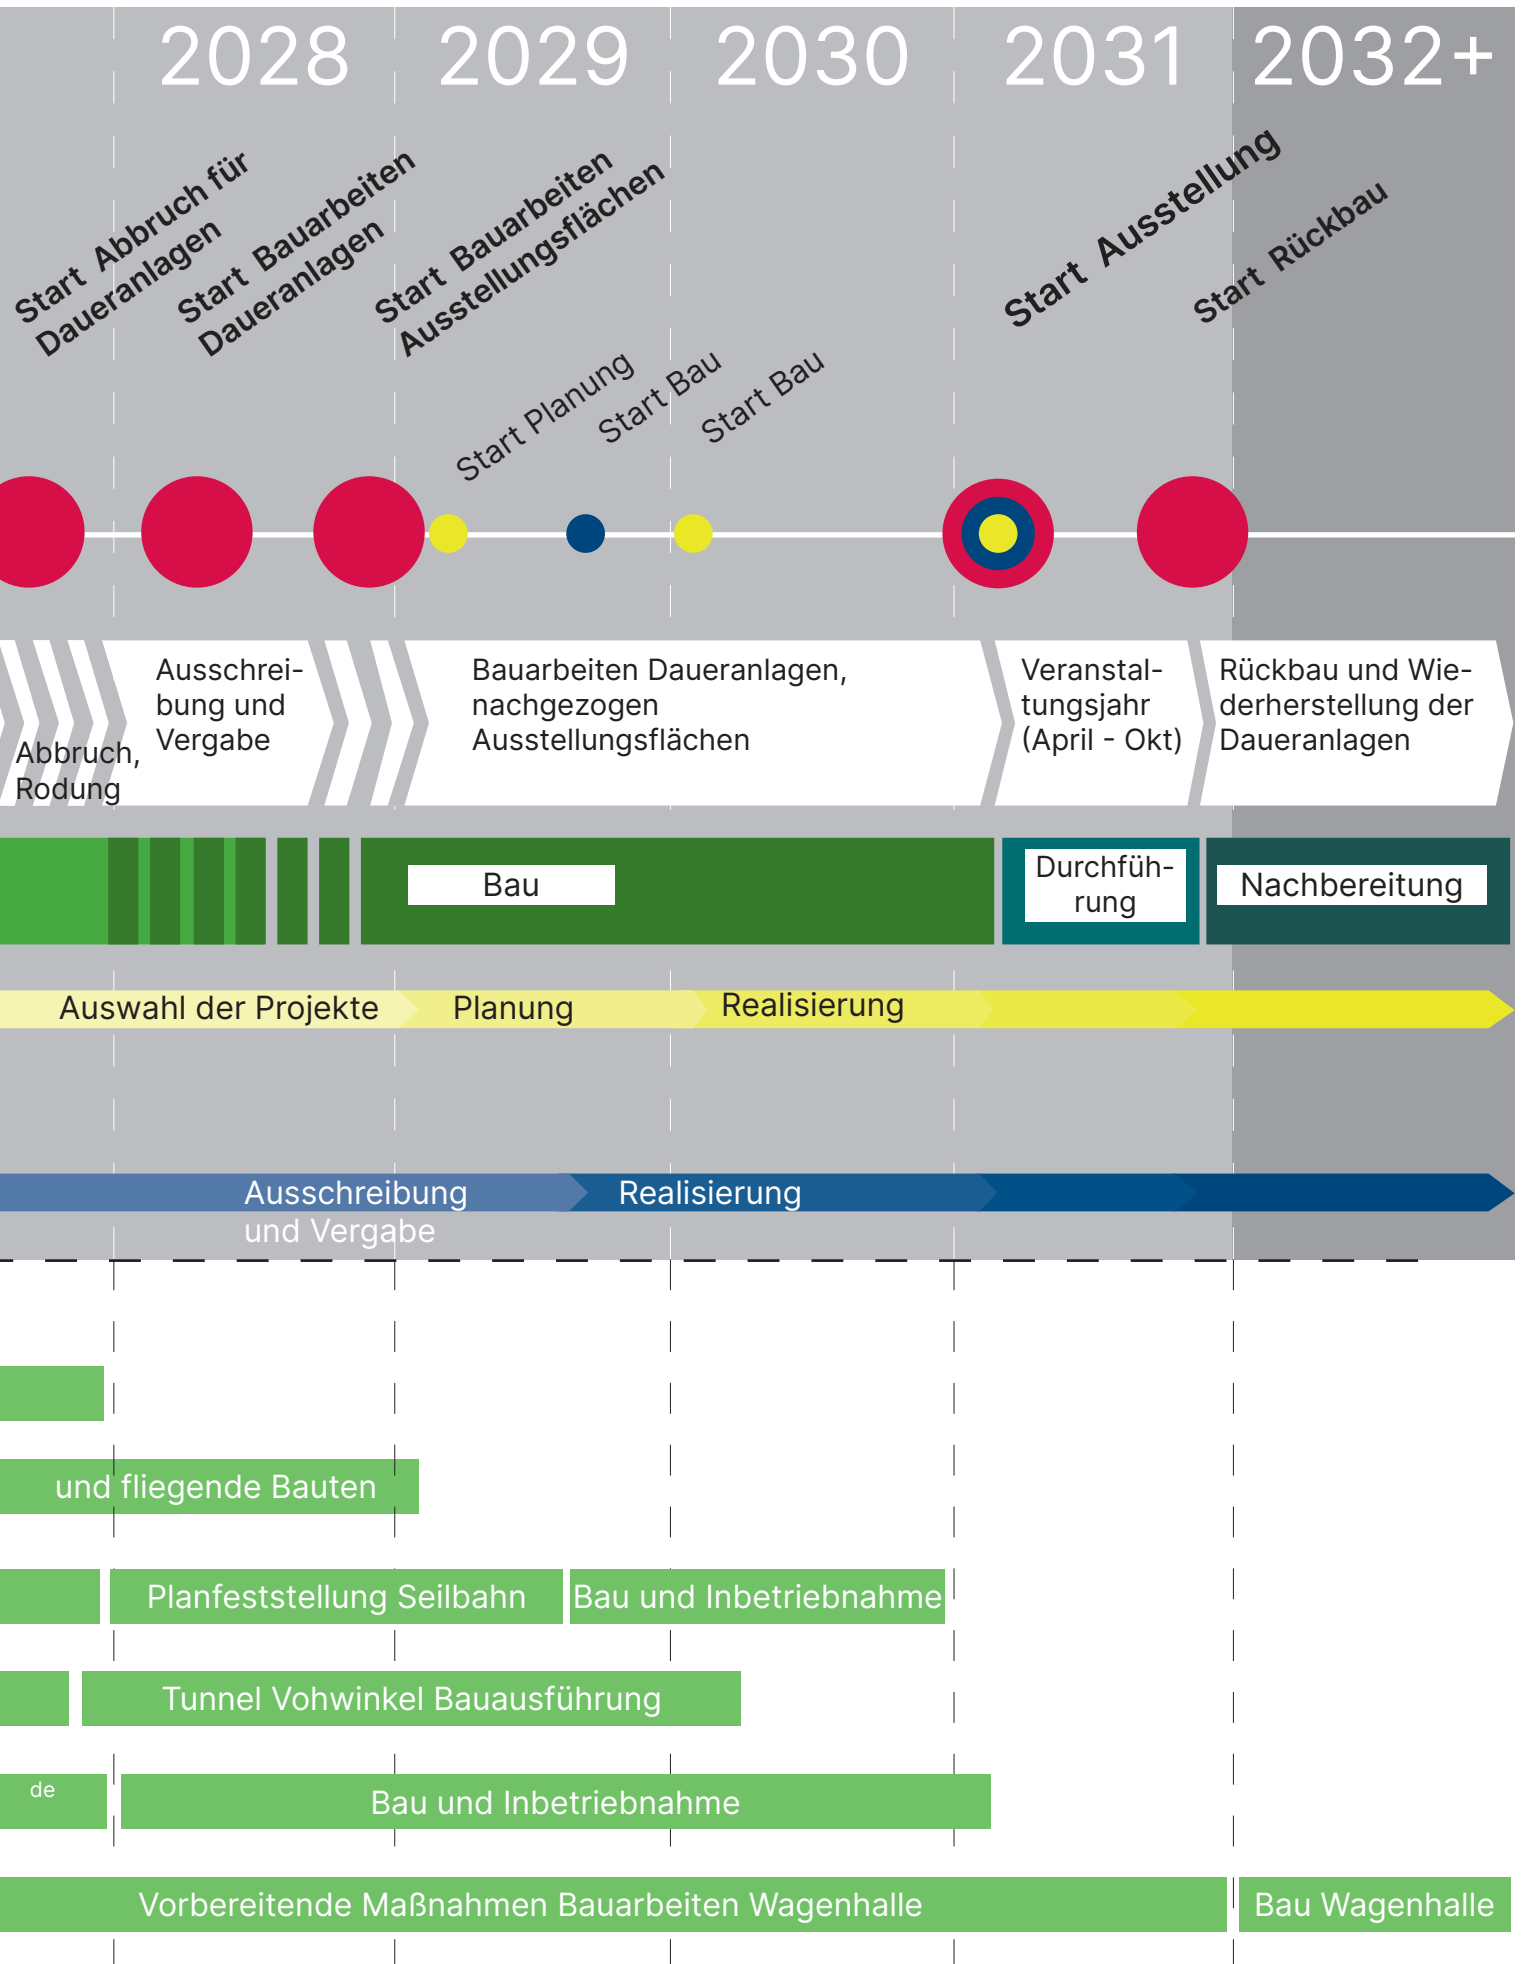 2028
2029
2030
2031
2032+
Start Abbruch für
Daueranlagen
Start Bauarbeiten
Daueranlagen
Start Bauarbeiten
Ausstellungsflächen
Start Ausstellung
Start Rückbau
Start Planung
Start Bau
Start Bau
Abbruch,
Rodung
Ausschrei-
bung und
Vergabe
Bauarbeiten Daueranlagen,
nachgezogen
Ausstellungsflächen
Veranstal-
tungsjahr
(April - Okt)
Rückbau und Wie-
derherstellung der
Daueranlagen
Bau
Durchfüh-
rung
Nachbereitung
Auswahl der Projekte
Planung
Realisierung
Ausschreibung
und Vergabe
Realisierung
und fliegende Bauten
Planfeststellung Seilbahn
Bau und Inbetriebnahme
Tunnel Vohwinkel Bauausführung
de
Bau und Inbetriebnahme
Vorbereitende Maßnahmen Bauarbeiten Wagenhalle
Bau Wagenhalle